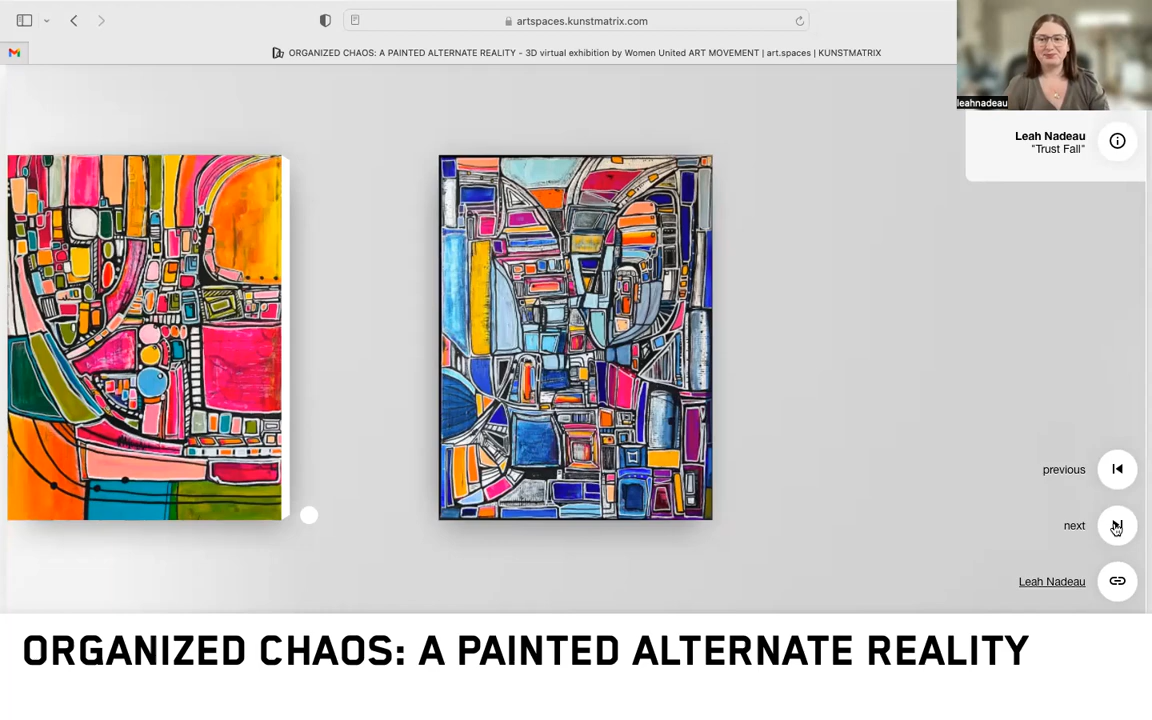 artspaces.kunstmatrix.com
ORGANIZED CHAOS: A PAINTED ALTERNATE REALITY - 3D virtual exhibition by Women United ART MOVEMENT | art.spaces | KUNSTMATRIX
leahnadeau
Leah Nadeau
"Trust Fall"
previous
next
Leah Nadeau
ORGANIZED CHAOS: A PAINTED ALTERNATE REALITY